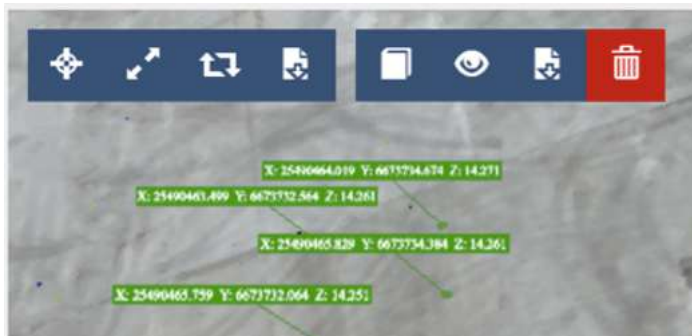 X: 25490464.019 Y: 6673734.674 Z: 14.271
X: 25490463.499 Y: 6673732.564 Z: 14.261
X: 25490465.829 Y: 6673734.384 Z: 14.261
X: 25490465.759 Y: 6673732.064 Z: 14.251